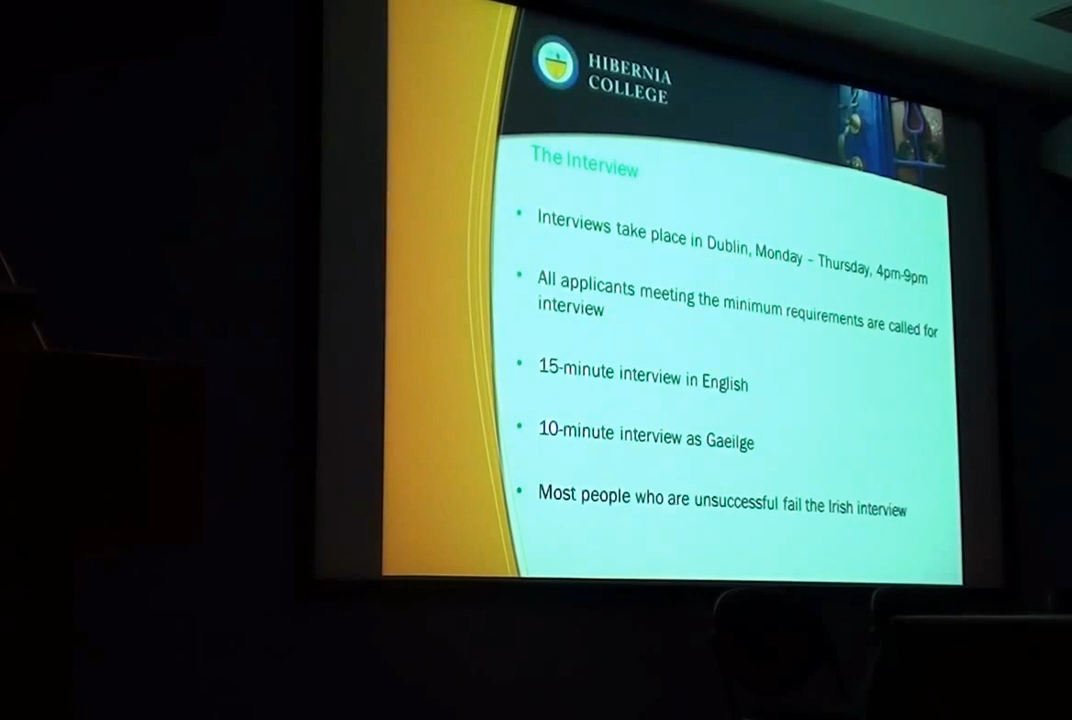 HIBERNIA
COLLEGE
The Interview
• Interviews take place in Dublin, Monday – Thursday, 4pm-9pm
• All applicants meeting the minimum requirements are called for
interview
• 15-minute interview in English
• 10-minute interview as Gaeilge
• Most people who are unsuccessful fail the Irish interview